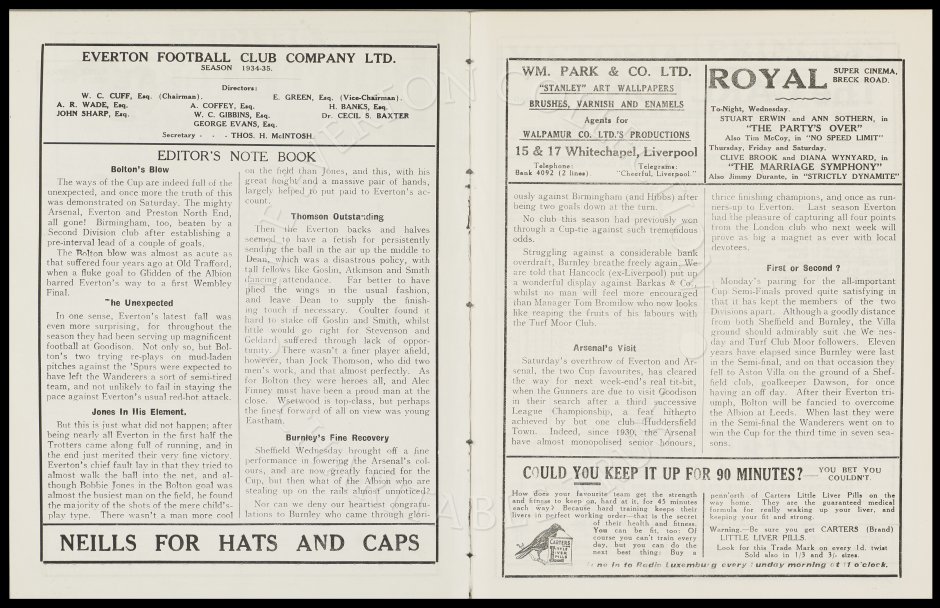 EVERTON FOOTBALL CLUB COMPANY LTD.
SEASON 1934-35.
Directors:
W. C. CUFF, Esq. (Chairman). E. GREEN, Esq. (Vice-Chairman).
A. R. WADE, Esq. A. COFFEY, Esq. H. BANKS, Esq.
JOHN SHARP, Esq. W. C. GIBBINS, Esq. Dr. CECIL S. BAXTER
GEORGE EVANS, Esq.
Secretary - - - THOS. H. McINTOSH.
EDITOR'S NOTE BOOK
Bolton's Blow
The ways of the Cup are indeed full of the
unexpected, and once more the truth of this
was demonstrated on Saturday. The mighty
Arsenal, Everton and Preston North End,
all gone! Birmingham, too, beaten by a
Second Division club after establishing a
pre-interval lead of a couple of goals.
The Bolton blow was almost as acute as
that suffered four years ago at Old Trafford,
when a fluke goal to Glidden of the Albion
barred Everton's way to a first Wembley
Final.
The Unexpected
In one sense, Everton's latest fall was
even more surprising, for throughout the
season they had been serving up magnificent
football at Goodison. Not only so, but Bol-
ton's two trying re-plays on mud-laden
pitches against the 'Spurs were expected to
have left the Wanderers a sort of semi-tired
team, and not unlikely to fail in staying the
pace against Everton's usual red-hot attack.
Jones In His Element.
But this is just what did not happen; after
being nearly all Everton in the first half the
Trotters came along full of running, and in
the end just merited their very fine victory.
Everton's chief fault lay in that they tried to
almost walk the ball into the net, and al-
though Bobbie Jones in the Bolton goal was
almost the busiest man on the field, he found
the majority of the shots of the mere child's-
play type. There wasn't a man more cool
on the field than Jones, and this, with his
great height and a massive pair of hands,
largely helped to put paid to Everton's ac-
count.
Thomson Outstanding
Then the Everton backs and halves
seemed to have a fetish for persistently
sending the ball in the air up the middle to
Dean, which was a disastrous policy, with
tall fellows like Goslin, Atkinson and Smith
dancing attendance. Far better to have
plied the wings in the usual fashion,
and leave Dean to supply the finish-
ing touch if necessary. Coulter found it
hard to stake off Goslin and Smith, whilst
little would go right for Stevenson and
Geldard suffered through lack of oppor-
tunity. There wasn't a finer player afield,
however, than Jock Thomson, who did two
men's work, and that almost perfectly. As
for Bolton they were heroes all, and Alec
Finney must have been a proud man at the
close. Westwood is top-class, but perhaps
the finest forward of all on view was young
Eastham.
Burnley's Fine Recovery
Sheffield Wednesday brought off a fine
performance in lowering the Arsenal's col-
ours, and are now greatly fancied for the
Cup, but then what of the Albion who are
stealing up on the rails almost unnoticed?
Nor can we deny our heartiest congratu-
lations to Burnley who came through glori-
NEILLS FOR HATS AND CAPS
WM. PARK & CO. LTD.
"STANLEY" ART WALLPAPERS
BRUSHES, VARNISH AND ENAMELS
Agents for
WALPAMUR CO. LTD.'S PRODUCTIONS
15 & 17 Whitechapel, Liverpool
Telephone: Telegrams:
Bank 4092 (2 lines) "Cheerful, Liverpool"
ROYAL SUPER CINEMA,
BRECK ROAD.
To-Night, Wednesday.
STUART ERWIN and ANN SOTHERN, in
"THE PARTY'S OVER"
Also Tim McCoy, in "NO SPEED LIMIT"
Thursday, Friday and Saturday.
CLIVE BROOK and DIANA WYNYARD, in
"THE MARRIAGE SYMPHONY"
Also Jimmy Durante, in "STRICTLY DYNAMITE"
ously against Birmingham (and Hibbs) after
being two goals down at the turn.
No club this season had previously won
through a Cup-tie against such tremendous
odds.
Struggling against a considerable bank
overdraft, Burnley breathe freely again. We
are told that Hancock (ex-Liverpool) put up
a wonderful display against Barkas & Co.,
whilst no man will feel more encouraged
than Manager Tom Bromilow who now looks
like reaping the fruits of his labours with
the Turf Moor Club.
Arsenal's Visit
Saturday's overthrow of Everton and Ar-
senal, the two Cup favourites, has cleared
the way for next week-end's real tit-bit,
when the Gunners are due to visit Goodison
in their search after a third successive
League Championship, a feat hitherto
achieved by but one club—Huddersfield
Town. Indeed, since 1930, the Arsenal
have almost monopolised senior honours,
thrice finishing champions, and once as run-
ners-up to Everton. Last season Everton
had the pleasure of capturing all four points
from the London club who next week will
prove as big a magnet as ever with local
devotees.
First or Second ?
Monday's pairing for the all-important
Cup Semi-Finals proved quite satisfying in
that it has kept the members of the two
Divisions apart. Although a goodly distance
from both Sheffield and Burnley, the Villa
ground should admirably suit the Wednes-
day and Turf Club Moor followers. Eleven
years have elapsed since Burnley were last
in the Semi-final, and on that occasion they
fell to Aston Villa on the ground of a Shef-
field club, goalkeeper Dawson, for once
having an off day. After their Everton tri-
umph, Bolton will be fancied to overcome
the Albion at Leeds. When last they were
in the Semi-final the Wanderers went on to
win the Cup for the third time in seven sea-
sons.
COULD YOU KEEP IT UP FOR 90 MINUTES? YOU BET YOU
COULDN'T
How does your favourite team get the strength
and fitness to keep on, hard at it, for 45 minutes
each way? Because hard training keeps their
livers in perfect working order—that is the secret
of their health and fitness.
You can be fit, too. Of
course you can't train every
day, but you can do the
next best thing: Buy a
CARTERS
LITTLE
LIVER
PILLS
penn'orth of Carters Little Liver Pills on the
way home. They are the guaranteed medical
formula for really waking up your liver, and
keeping your fit and strong.
Warning.—Be sure you get CARTERS (Brand)
LITTLE LIVER PILLS.
Look for this Trade Mark on every 1d. twist
Sold also in 1/3 and 3/- sizes.
ne in to Radio Luxemburg every Sunday morning at 11 o'clock.